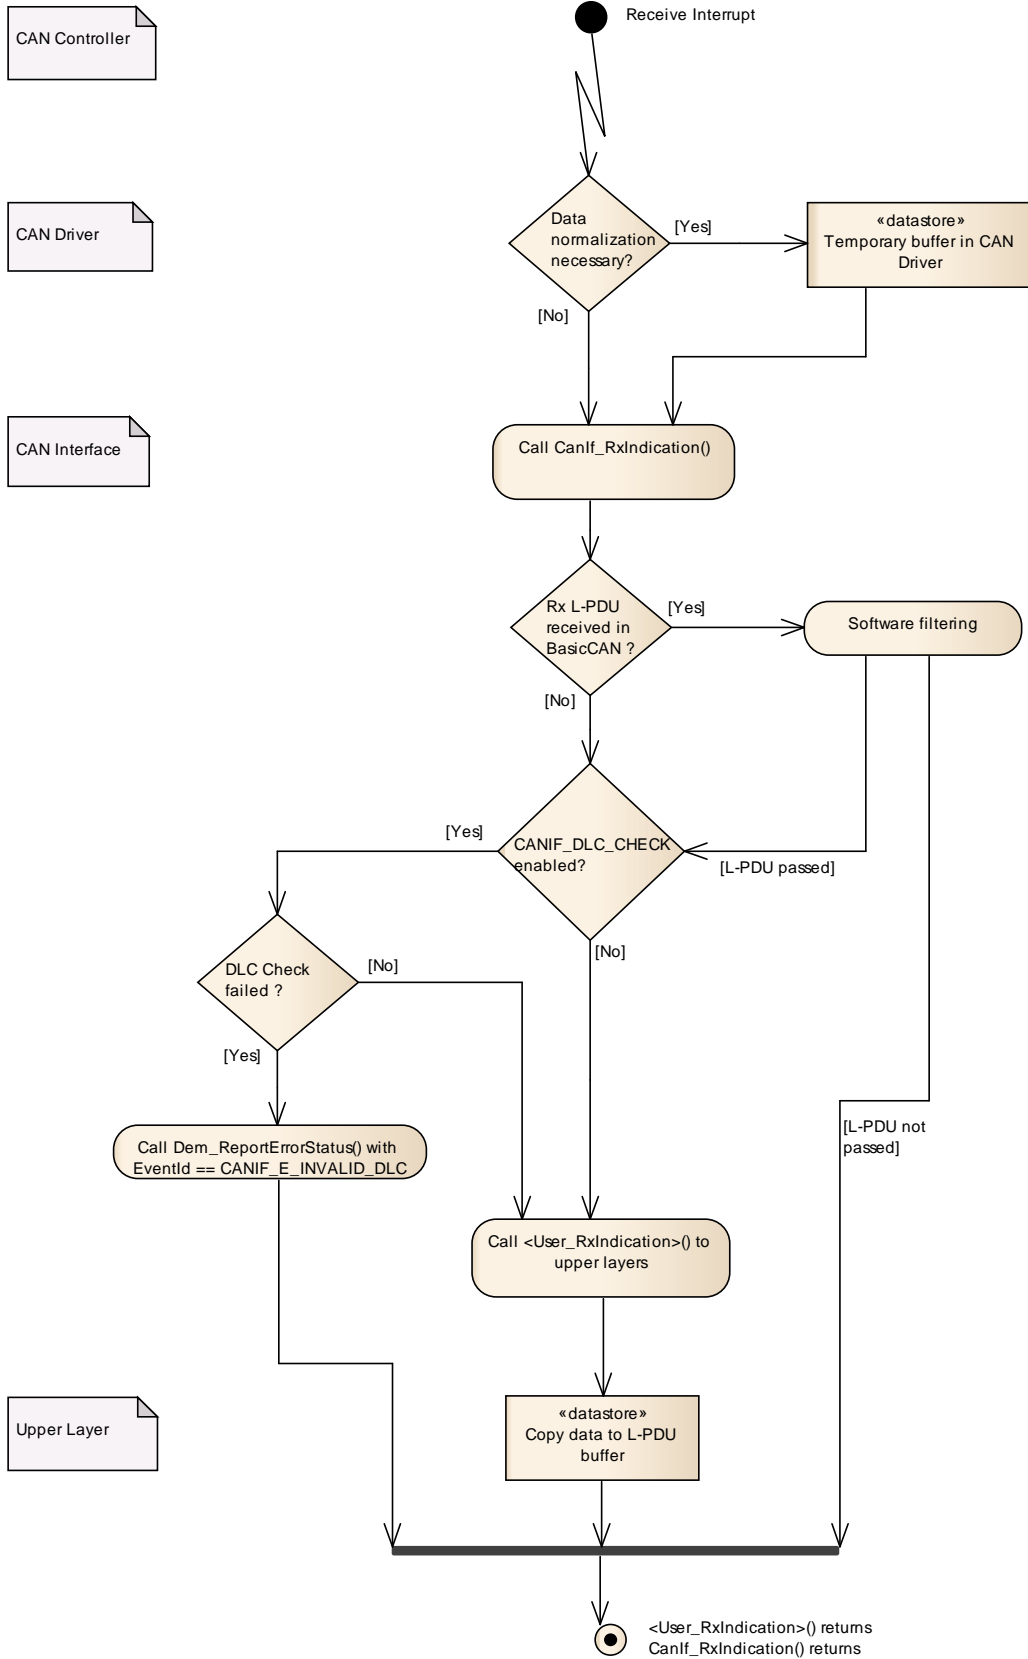 Receive Interrupt
CAN Controller
Data
normalization
necessary?
[Yes]
«datastore»
Temporary buffer in CAN
Driver
CAN Driver
[No]
Call CanIf_RxIndication()
CAN Interface
Rx L-PDU
received in
BasicCAN ?
[Yes]
Software filtering
[No]
[Yes]
CANIF_DLC_CHECK
enabled?
[L-PDU passed]
[No]
DLC Check
failed ?
[No]
[Yes]
[L-PDU not
passed]
Call Dem_ReportErrorStatus() with
EventId == CANIF_E_INVALID_DLC
Call <User_RxIndication>() to
upper layers
Upper Layer
«datastore»
Copy data to L-PDU
buffer
<User_RxIndication>() returns
CanIf_RxIndication() returns